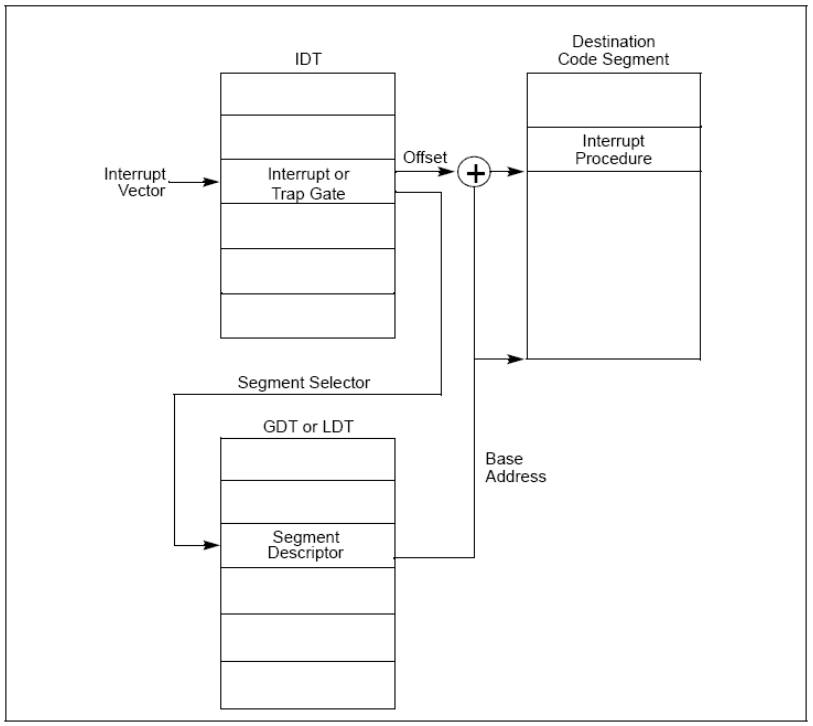 IDT
Destination
Code Segment
Interrupt
Vector
Interrupt or
Trap Gate
Offset
+
Interrupt
Procedure
Segment Selector
GDT or LDT
Base
Address
Segment
Descriptor